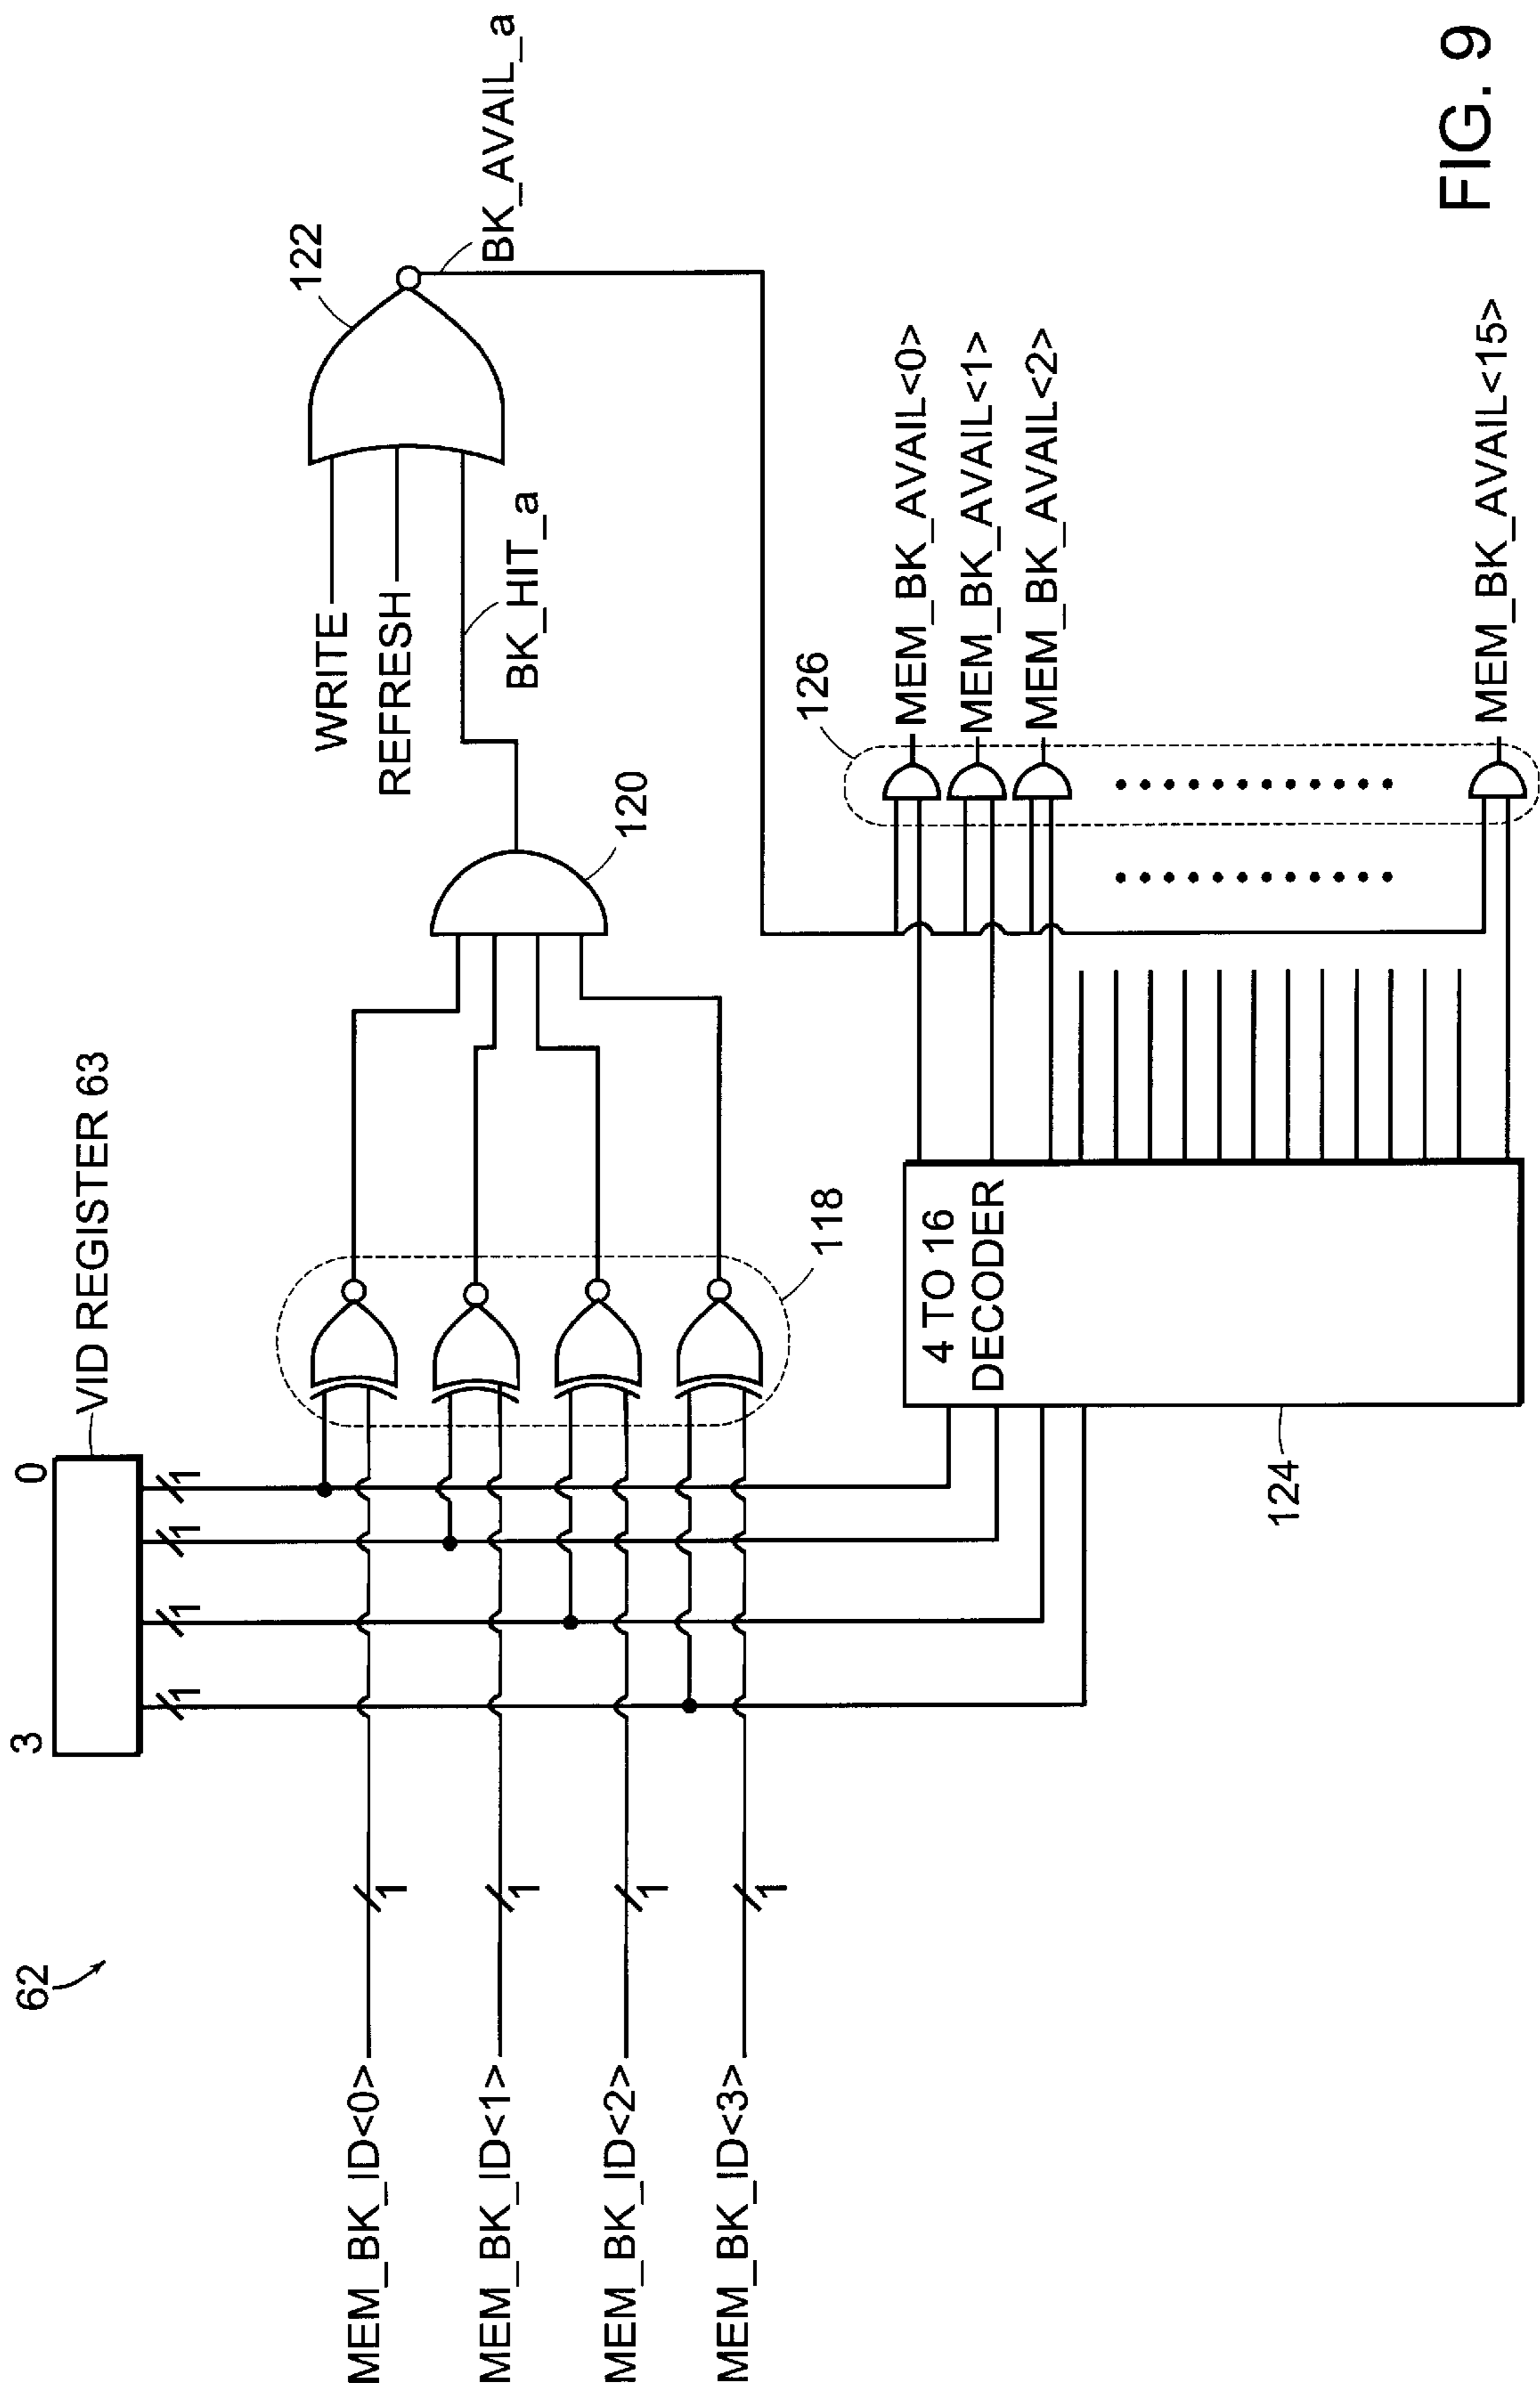 62
3
0
VID REGISTER 63
1
1
1
1
MEM_BK_ID<0>
1
MEM_BK_ID<1>
1
MEM_BK_ID<2>
1
MEM_BK_ID<3>
1
118
120
WRITE
REFRESH
BK_HIT_a
122
BK_AVAIL_a
4 TO 16
DECODER
124
126
MEM_BK_AVAIL<0>
MEM_BK_AVAIL<1>
MEM_BK_AVAIL<2>
MEM_BK_AVAIL<15>
FIG. 9